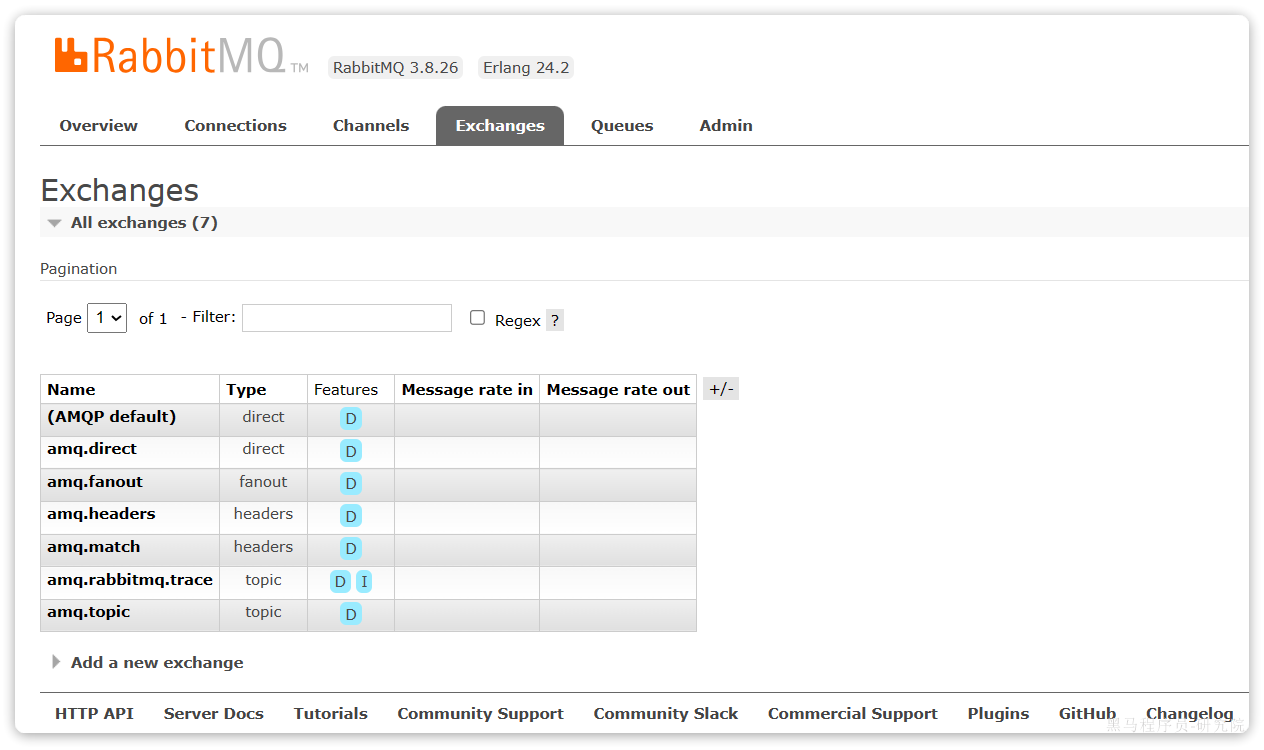 RabbitMQ TM RabbitMQ 3.8.26 Erlang 24.2
Overview Connections Channels Exchanges Queues Admin
Exchanges
All exchanges (7)
Pagination
Page 1 of 1 - Filter: Regex ?
Name Type Features Message rate in Message rate out +/-
(AMQP default) direct D
amq.direct direct D
amq.fanout fanout D
amq.headers headers D
amq.match headers D
amq.rabbitmq.trace topic D I
amq.topic topic D
Add a new exchange
HTTP API Server Docs Tutorials Community Support Community Slack Commercial Support Plugins GitHub Changelog
黑马程序员-研究院